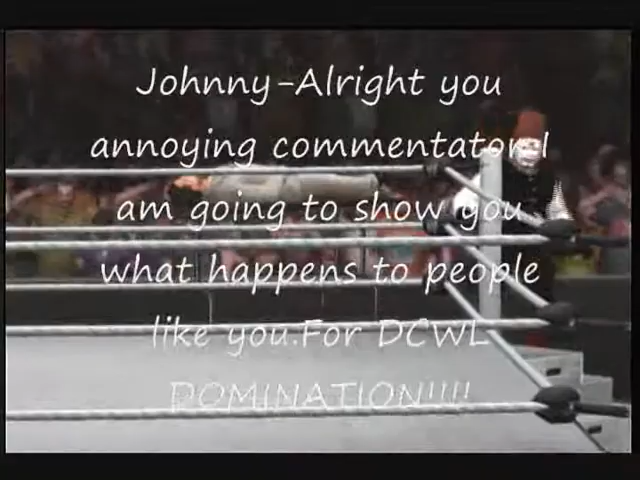 Johnny-Alright you
annoying commentator.I
am going to show you
what happens to people
like you.For DCWL
DOMINATION!!!!